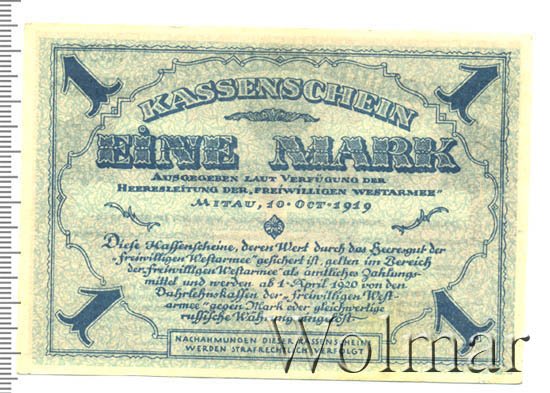 1 1
KASSENSCHEIN
EINE MARK
AUSGEGEBEN LAUT VERFÜGUNG DER
HEERESLEITUNG DER „FREIWILLIGEN WESTARMEE"
MITAU, 10·OCT·1919
Diese Kassenscheine, deren Wert durch das Heeresgut der
„freiwilligen Westarmee" gesichert ist, gelten im Bereich
der „freiwilligen Westarmee" als amtliches Zahlungs-
mittel und werden ab 1·April 1920 von den
Darlehnskassen der „freiwilligen West-
armee" gegen Mark oder gleichwertige
russische Währung eingelöst·
1 1
NACHAHMUNGEN DIESER KASSENSCHEINE
WERDEN STRAFRECHTLICH VERFOLGT
Wolmar